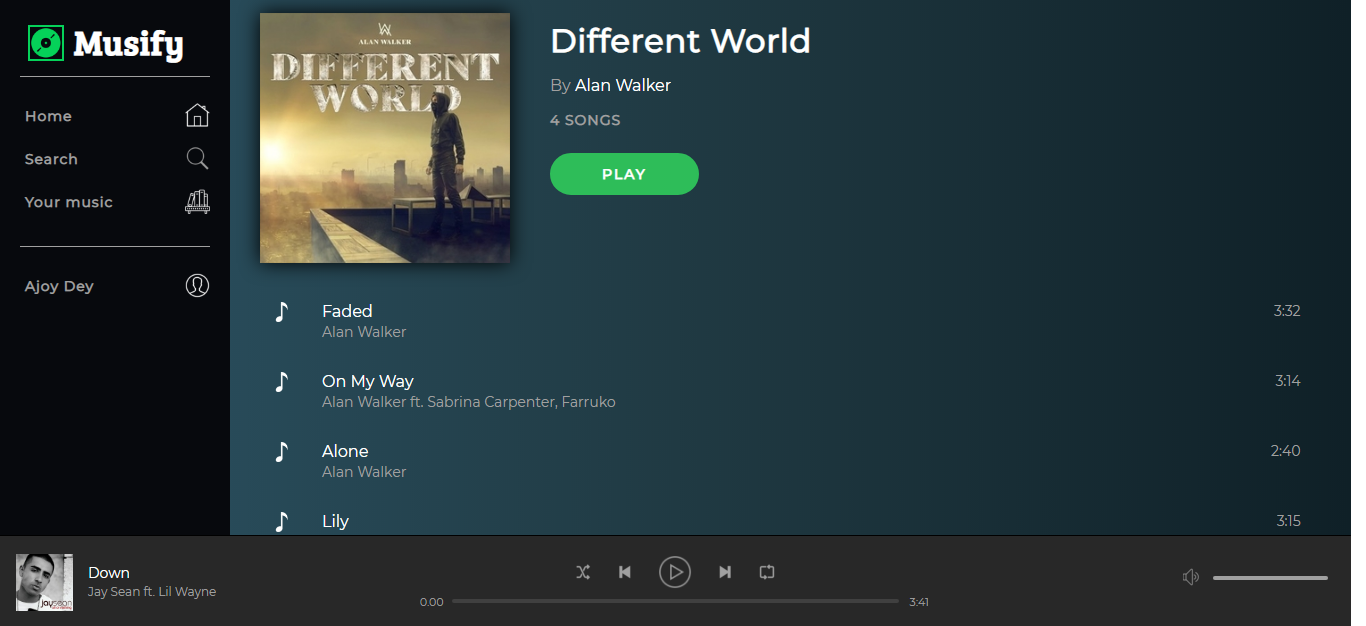 Musify
Home
Search
Your music
Ajoy Dey
ALAN WALKER
DIFFERENT
WORLD
Different World
By Alan Walker
4 SONGS
PLAY
Faded
3:32
Alan Walker
On My Way
3:14
Alan Walker ft. Sabrina Carpenter, Farruko
Alone
2:40
Alan Walker
Lily
3:15
jaysean
Down
Jay Sean ft. Lil Wayne
0.00
3:41